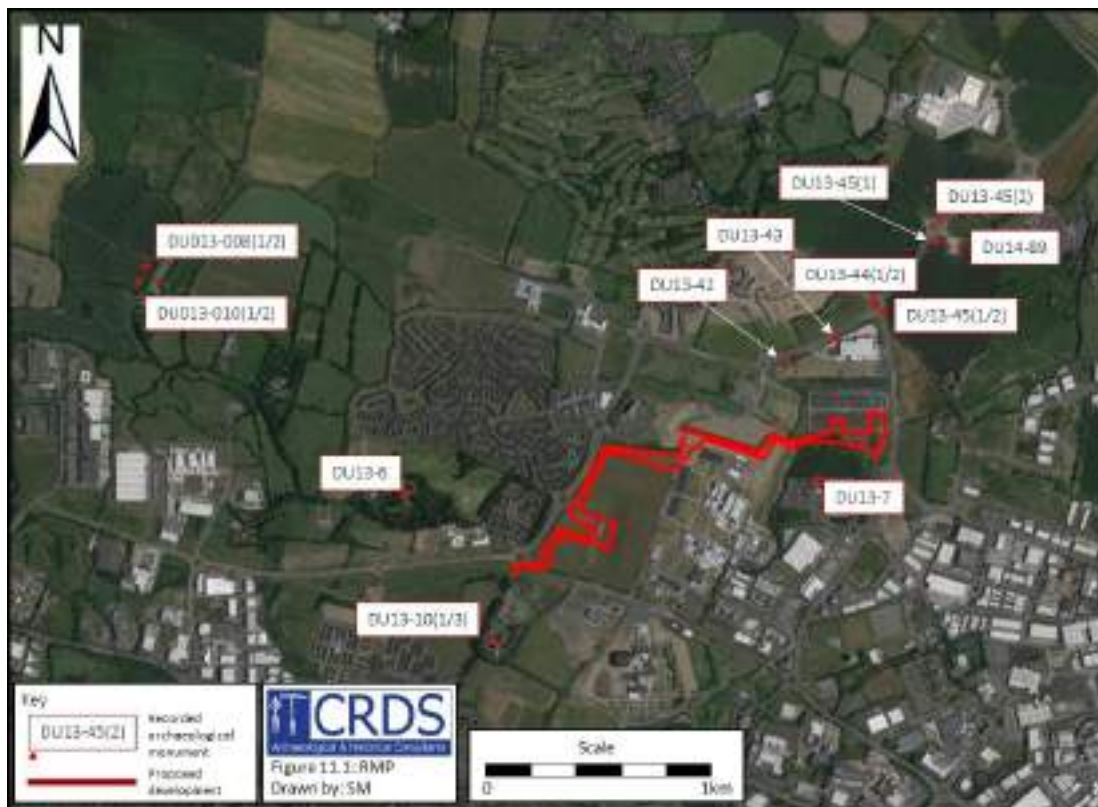 N
DU13-45(1)
DU13-45(2)
DU13-43
DU14-89
DU013-008(1/2)
DU13-44(1/2)
DU13-42
DU013-010(1/2)
DU13-45(1/2)
DU13-6
DU13-7
DU13-10(1/3)
Key
DU13-45(2)
Recorded
archaeological
monument
Proposed
development
CRDS
Archaeological & Historical Consultants
Figure 11.1: RMP
Drawn by: SM
Scale
0
1km